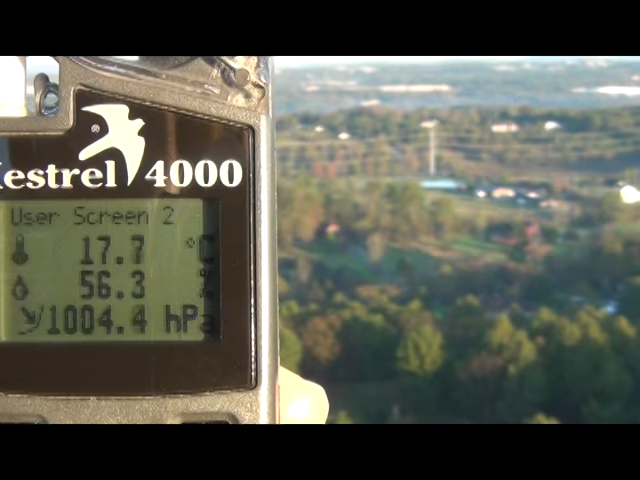 Kestrel 4000
User Screen 2
17.7 °C
56.3 %
1004.4 hPa